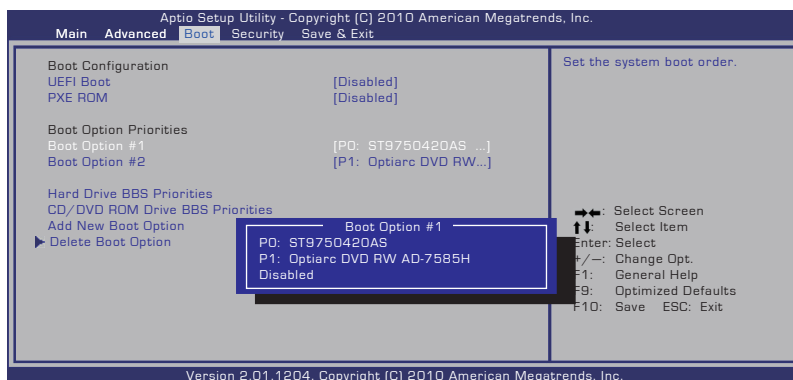 Aptio Setup Utility - Copyright (C) 2010 American Megatrends, Inc.
Main Advanced Boot Security Save & Exit
Boot Configuration
UEFI Boot [Disabled]
PXE ROM [Disabled]
Boot Option Priorities
Boot Option #1 [P0: ST9750420AS ...]
Boot Option #2 [P1: Optiarc DVD RW...]
Hard Drive BBS Priorities
CD/DVD ROM Drive BBS Priorities
Add New Boot Option
Delete Boot Option
Boot Option #1
P0: ST9750420AS
P1: Optiarc DVD RW AD-7585H
Disabled
Set the system boot order.
→←: Select Screen
↑↓: Select Item
Enter: Select
+/—: Change Opt.
F1: General Help
F9: Optimized Defaults
F10: Save ESC: Exit
Version 2.01.1204. Copyright (C) 2010 American Megatrends, Inc.